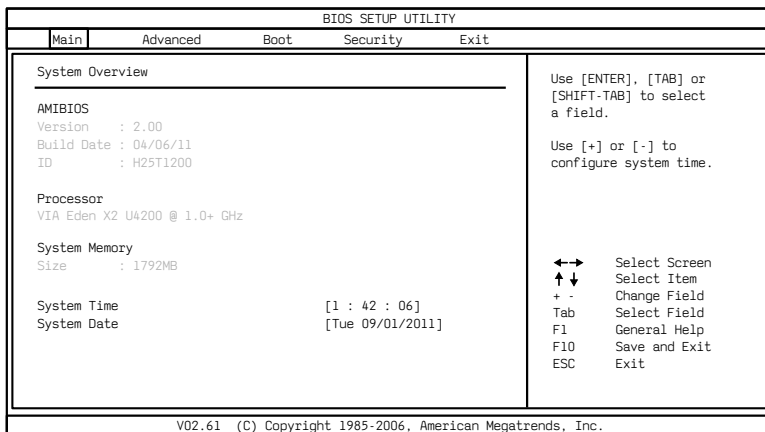 BIOS SETUP UTILITY
Main Advanced Boot Security Exit
System Overview
AMIBIOS
Version : 2.00
Build Date : 04/06/11
ID : H25T1200
Processor
VIA Eden X2 U4200 @ 1.0+ GHz
System Memory
Size : 1792MB
System Time [1 : 42 : 06]
System Date [Tue 09/01/2011]
Use [ENTER], [TAB] or
[SHIFT-TAB] to select
a field.
Use [+] or [-] to
configure system time.
←→ Select Screen
↑↓ Select Item
+ - Change Field
Tab Select Field
F1 General Help
F10 Save and Exit
ESC Exit
V02.61 (C) Copyright 1985-2006, American Megatrends, Inc.